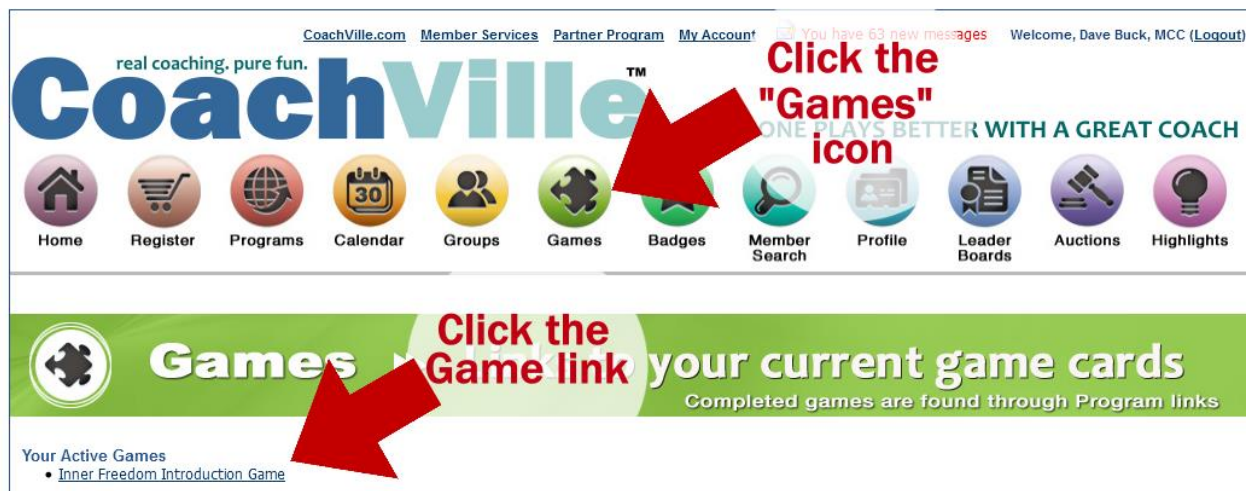 CoachVille.com Member Services Partner Program My Account You have 63 new messages Welcome, Dave Buck, MCC (Logout)
real coaching. pure fun.
CoachVille™
Click the
"Games"
icon
ONE PLAYS BETTER WITH A GREAT COACH
30
Home Register Programs Calendar Groups Games Badges Member Search Profile Leader Boards Auctions Highlights
Click the
Game link
Games Links to your current game cards
Completed games are found through Program links
Your Active Games
• Inner Freedom Introduction Game